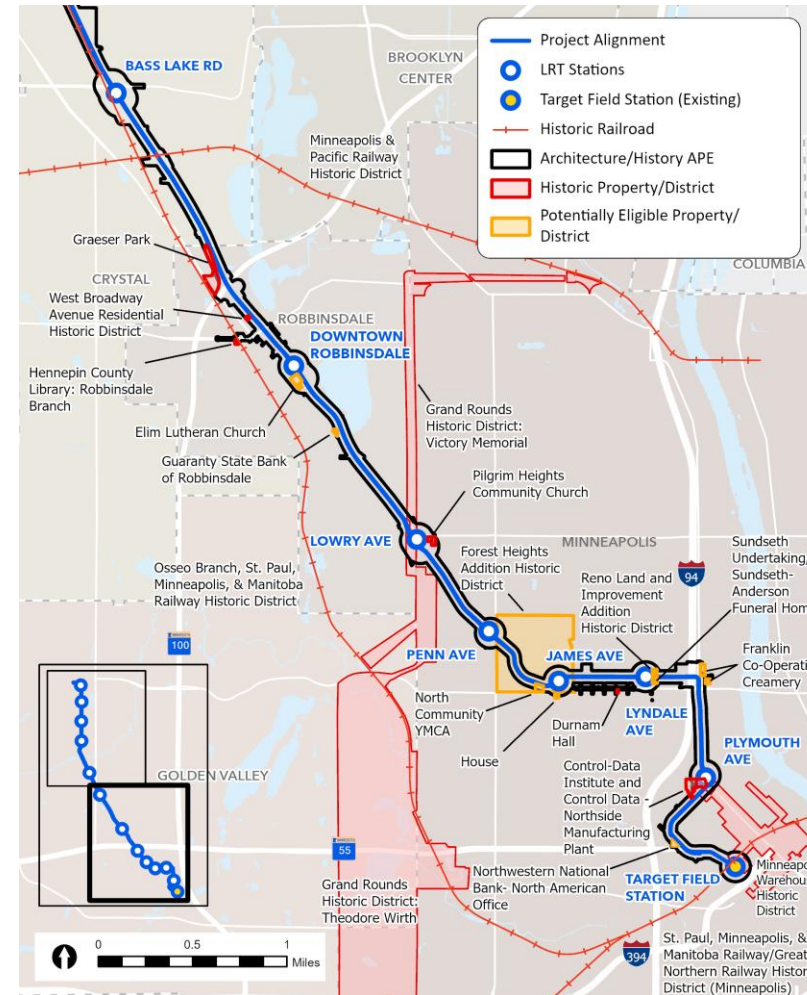 BASS LAKE RD
BROOKLYN
CENTER
Project Alignment
LRT Stations
Target Field Station (Existing)
Historic Railroad
Architecture/History APE
Historic Property/District
Potentially Eligible Property/
District
Minneapolis &
Pacific Railway
Historic District
COLUMBIA
Graeser Park
CRYSTAL
West Broadway
Avenue Residential
Historic District
ROBBINSDALE
DOWNTOWN
ROBBINSDALE
Hennepin County
Library: Robbinsdale
Branch
Elim Lutheran Church
Guaranty State Bank
of Robbinsdale
Grand Rounds
Historic District:
Victory Memorial
Pilgrim Heights
Community Church
LOWRY AVE
MINNEAPOLIS
Forest Heights
Addition Historic
District
Reno Land and
Improvement
Addition
Historic District
94
Sundseth
Undertaking/
Sundseth-
Anderson
Funeral Hom
Osseo Branch, St. Paul,
Minneapolis, & Manitoba
Railway Historic District
100
PENN AVE
JAMES AVE
Franklin
Co-Operati
Creamery
North
Community
YMCA
House
Durnam
Hall
LYNDALE
AVE
PLYMOUTH
AVE
Control-Data
Institute and
Control Data -
Northside
Manufacturing
Plant
GOLDEN VALLEY
55
Grand Rounds
Historic District:
Theodore Wirth
Northwestern National
Bank- North American
Office
TARGET FIELD
STATION
Minneapo
Warehous
Historic
District
394
St. Paul, Minneapolis, &
Manitoba Railway/Great
Northern Railway Histor
District (Minneapolis)
0 0.5 1
Miles